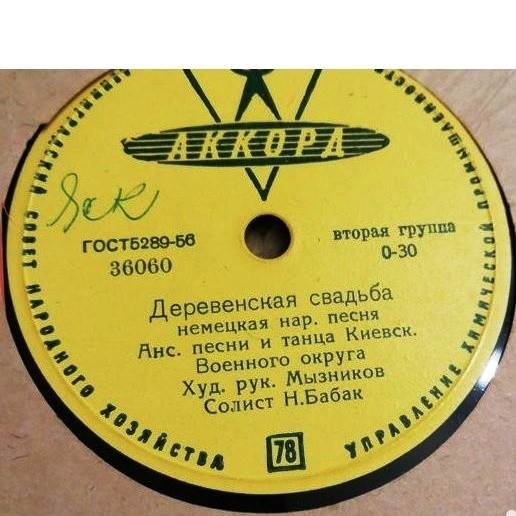 АККОРД
ГОСТ5289-56
36060
вторая группа
0-30
Деревенская свадьба
немецкая нар. песня
Анс. песни и танца Киевск.
Военного округа
Худ. рук. Мызников
Солист Н.Бабак
78
ЛЕНИНГРАДСКИЙ СОВЕТ НАРОДНОГО ХОЗЯЙСТВА
УПРАВЛЕНИЕ ХИМИЧЕСКОЙ ПРОМЫШЛЕННОСТИ